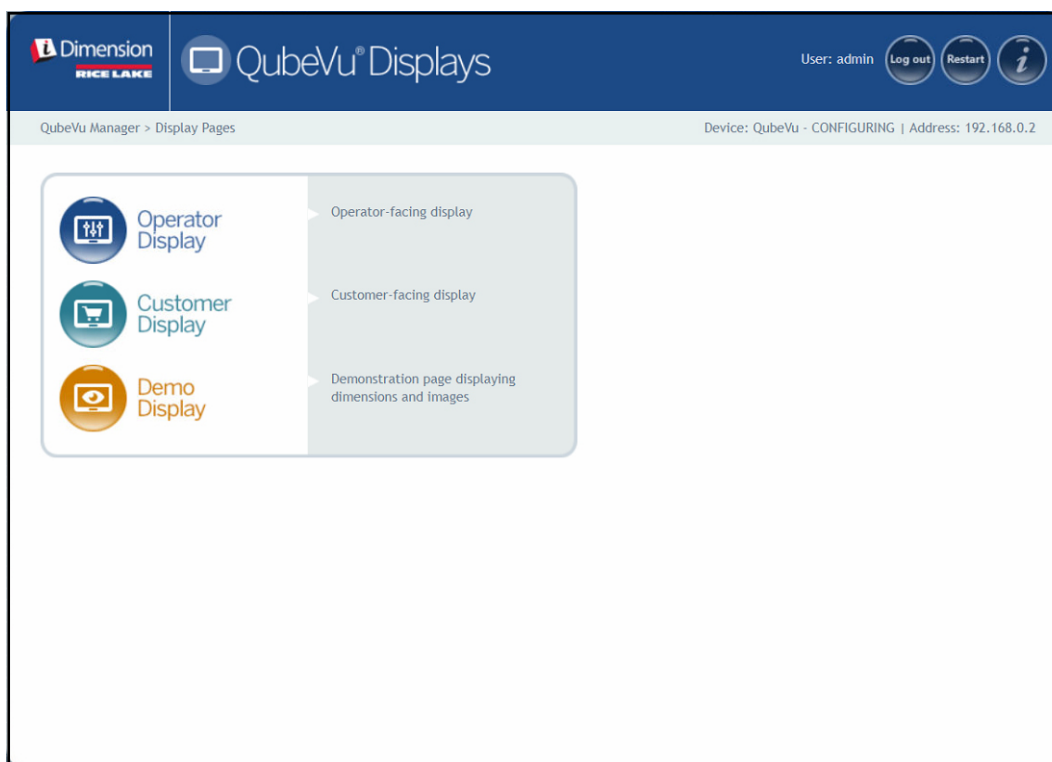 iDimension
RICE LAKE
QubeVu® Displays
User: admin
Log out
Restart
i
QubeVu Manager > Display Pages
Device: QubeVu - CONFIGURING | Address: 192.168.0.2
Operator
Display
Operator-facing display
Customer
Display
Customer-facing display
Demo
Display
Demonstration page displaying
dimensions and images